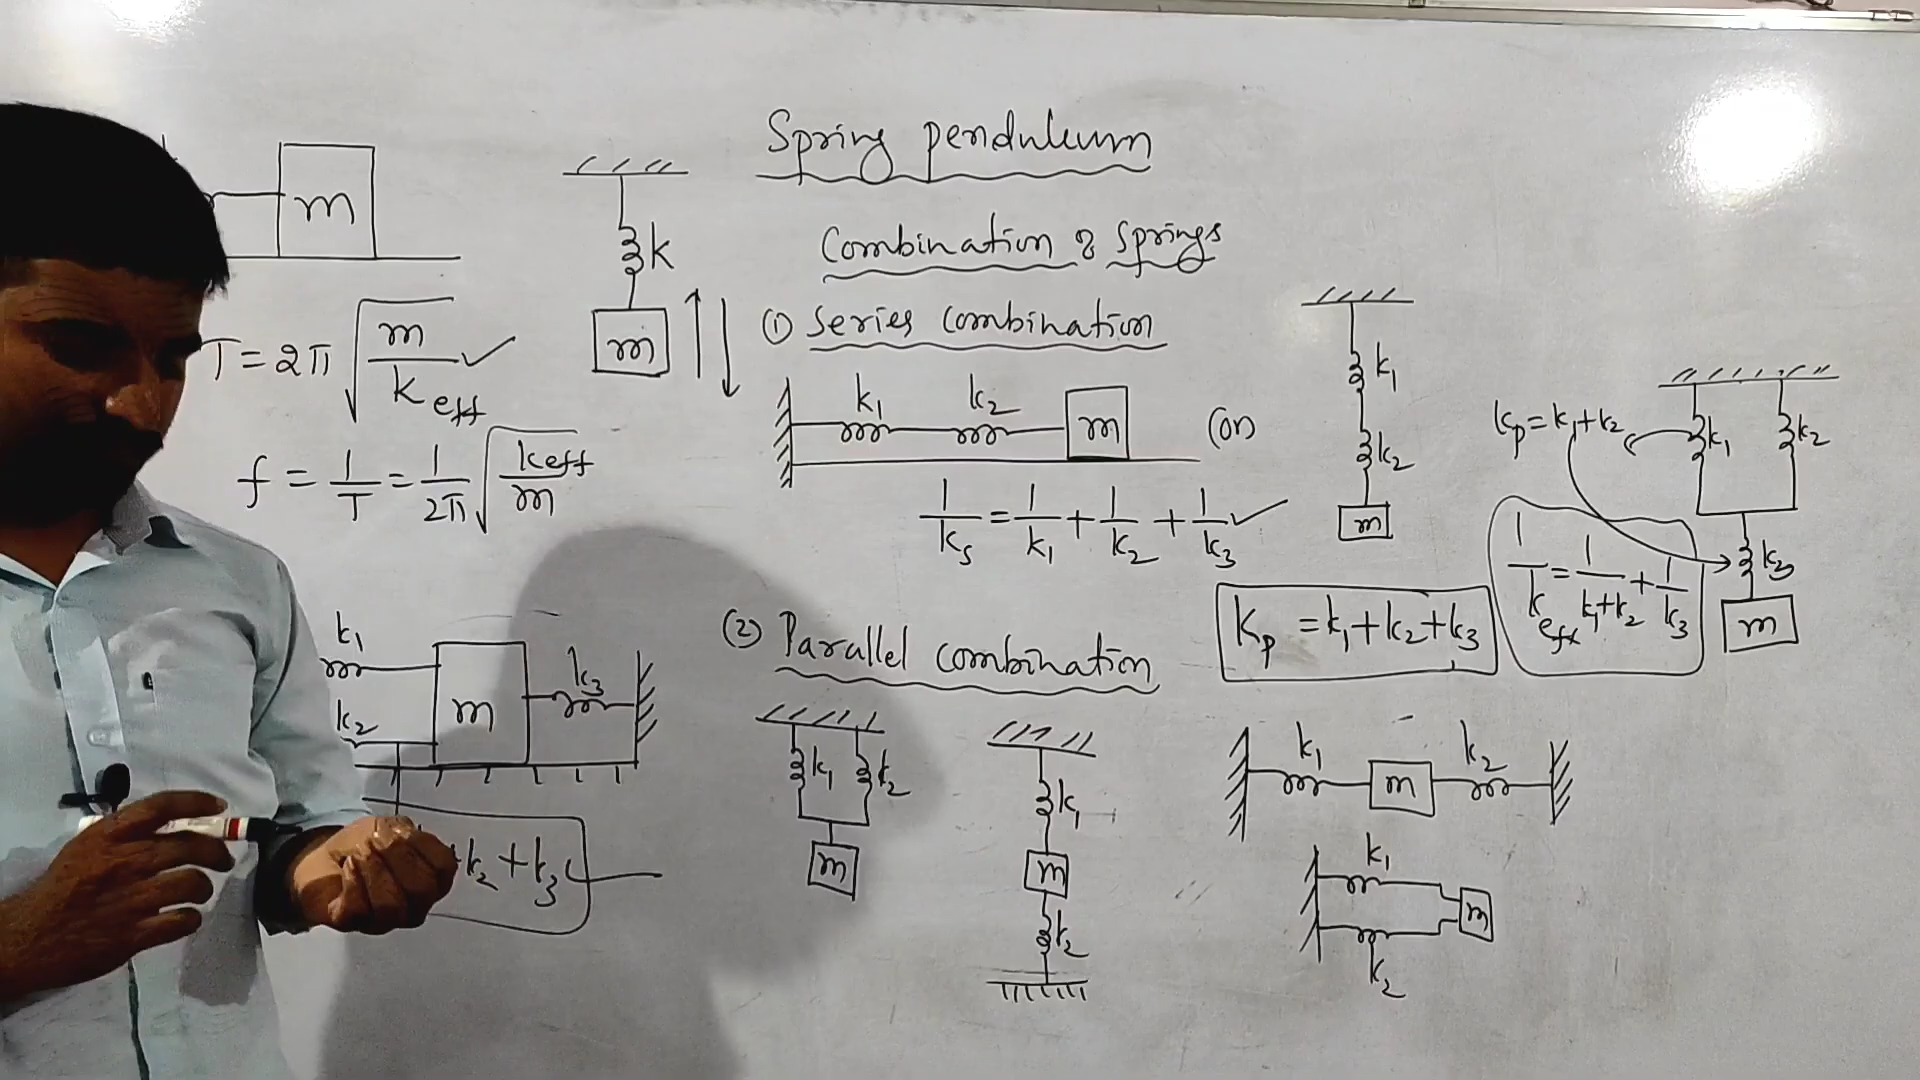 Spring pendulum
Combination of Springs
m
k
m
T = 2π √(m / keff) ✓
f = 1/T = 1/2π √(keff / m)
(1) Series combination
k1 k2 m (or)
k1
k2
m
1/ks = 1/k1 + 1/k2 + 1/k3 ✓
kp = k1 + k2
k1 k2
k3
m
1/keff = 1/k1+k2 + 1/k3
(2) Parallel combination
Kp = k1 + k2 + k3
k1
k2
m
k3
k2 + k3
k1 k2
m
k1
m
k2
k1 m k2
k1
m
k2